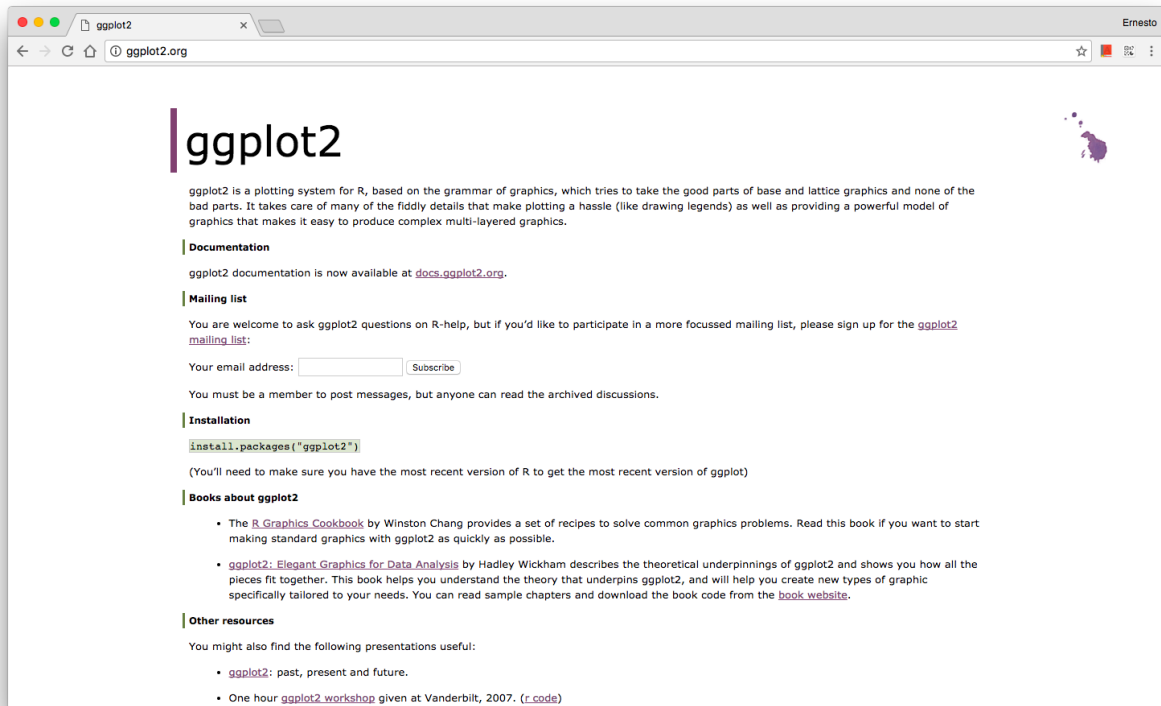 ggplot2
Ernesto
ggplot2.org
ggplot2
ggplot2 is a plotting system for R, based on the grammar of graphics, which tries to take the good parts of base and lattice graphics and none of the
bad parts. It takes care of many of the fiddly details that make plotting a hassle (like drawing legends) as well as providing a powerful model of
graphics that makes it easy to produce complex multi-layered graphics.
Documentation
ggplot2 documentation is now available at docs.ggplot2.org.
Mailing list
You are welcome to ask ggplot2 questions on R-help, but if you’d like to participate in a more focussed mailing list, please sign up for the ggplot2
mailing list:
Your email address: Subscribe
You must be a member to post messages, but anyone can read the archived discussions.
Installation
install.packages("ggplot2")
(You’ll need to make sure you have the most recent version of R to get the most recent version of ggplot)
Books about ggplot2
• The R Graphics Cookbook by Winston Chang provides a set of recipes to solve common graphics problems. Read this book if you want to start
making standard graphics with ggplot2 as quickly as possible.
• ggplot2: Elegant Graphics for Data Analysis by Hadley Wickham describes the theoretical underpinnings of ggplot2 and shows you how all the
pieces fit together. This book helps you understand the theory that underpins ggplot2, and will help you create new types of graphic
specifically tailored to your needs. You can read sample chapters and download the book code from the book website.
Other resources
You might also find the following presentations useful:
• ggplot2: past, present and future.
• One hour ggplot2 workshop given at Vanderbilt, 2007. (r code)